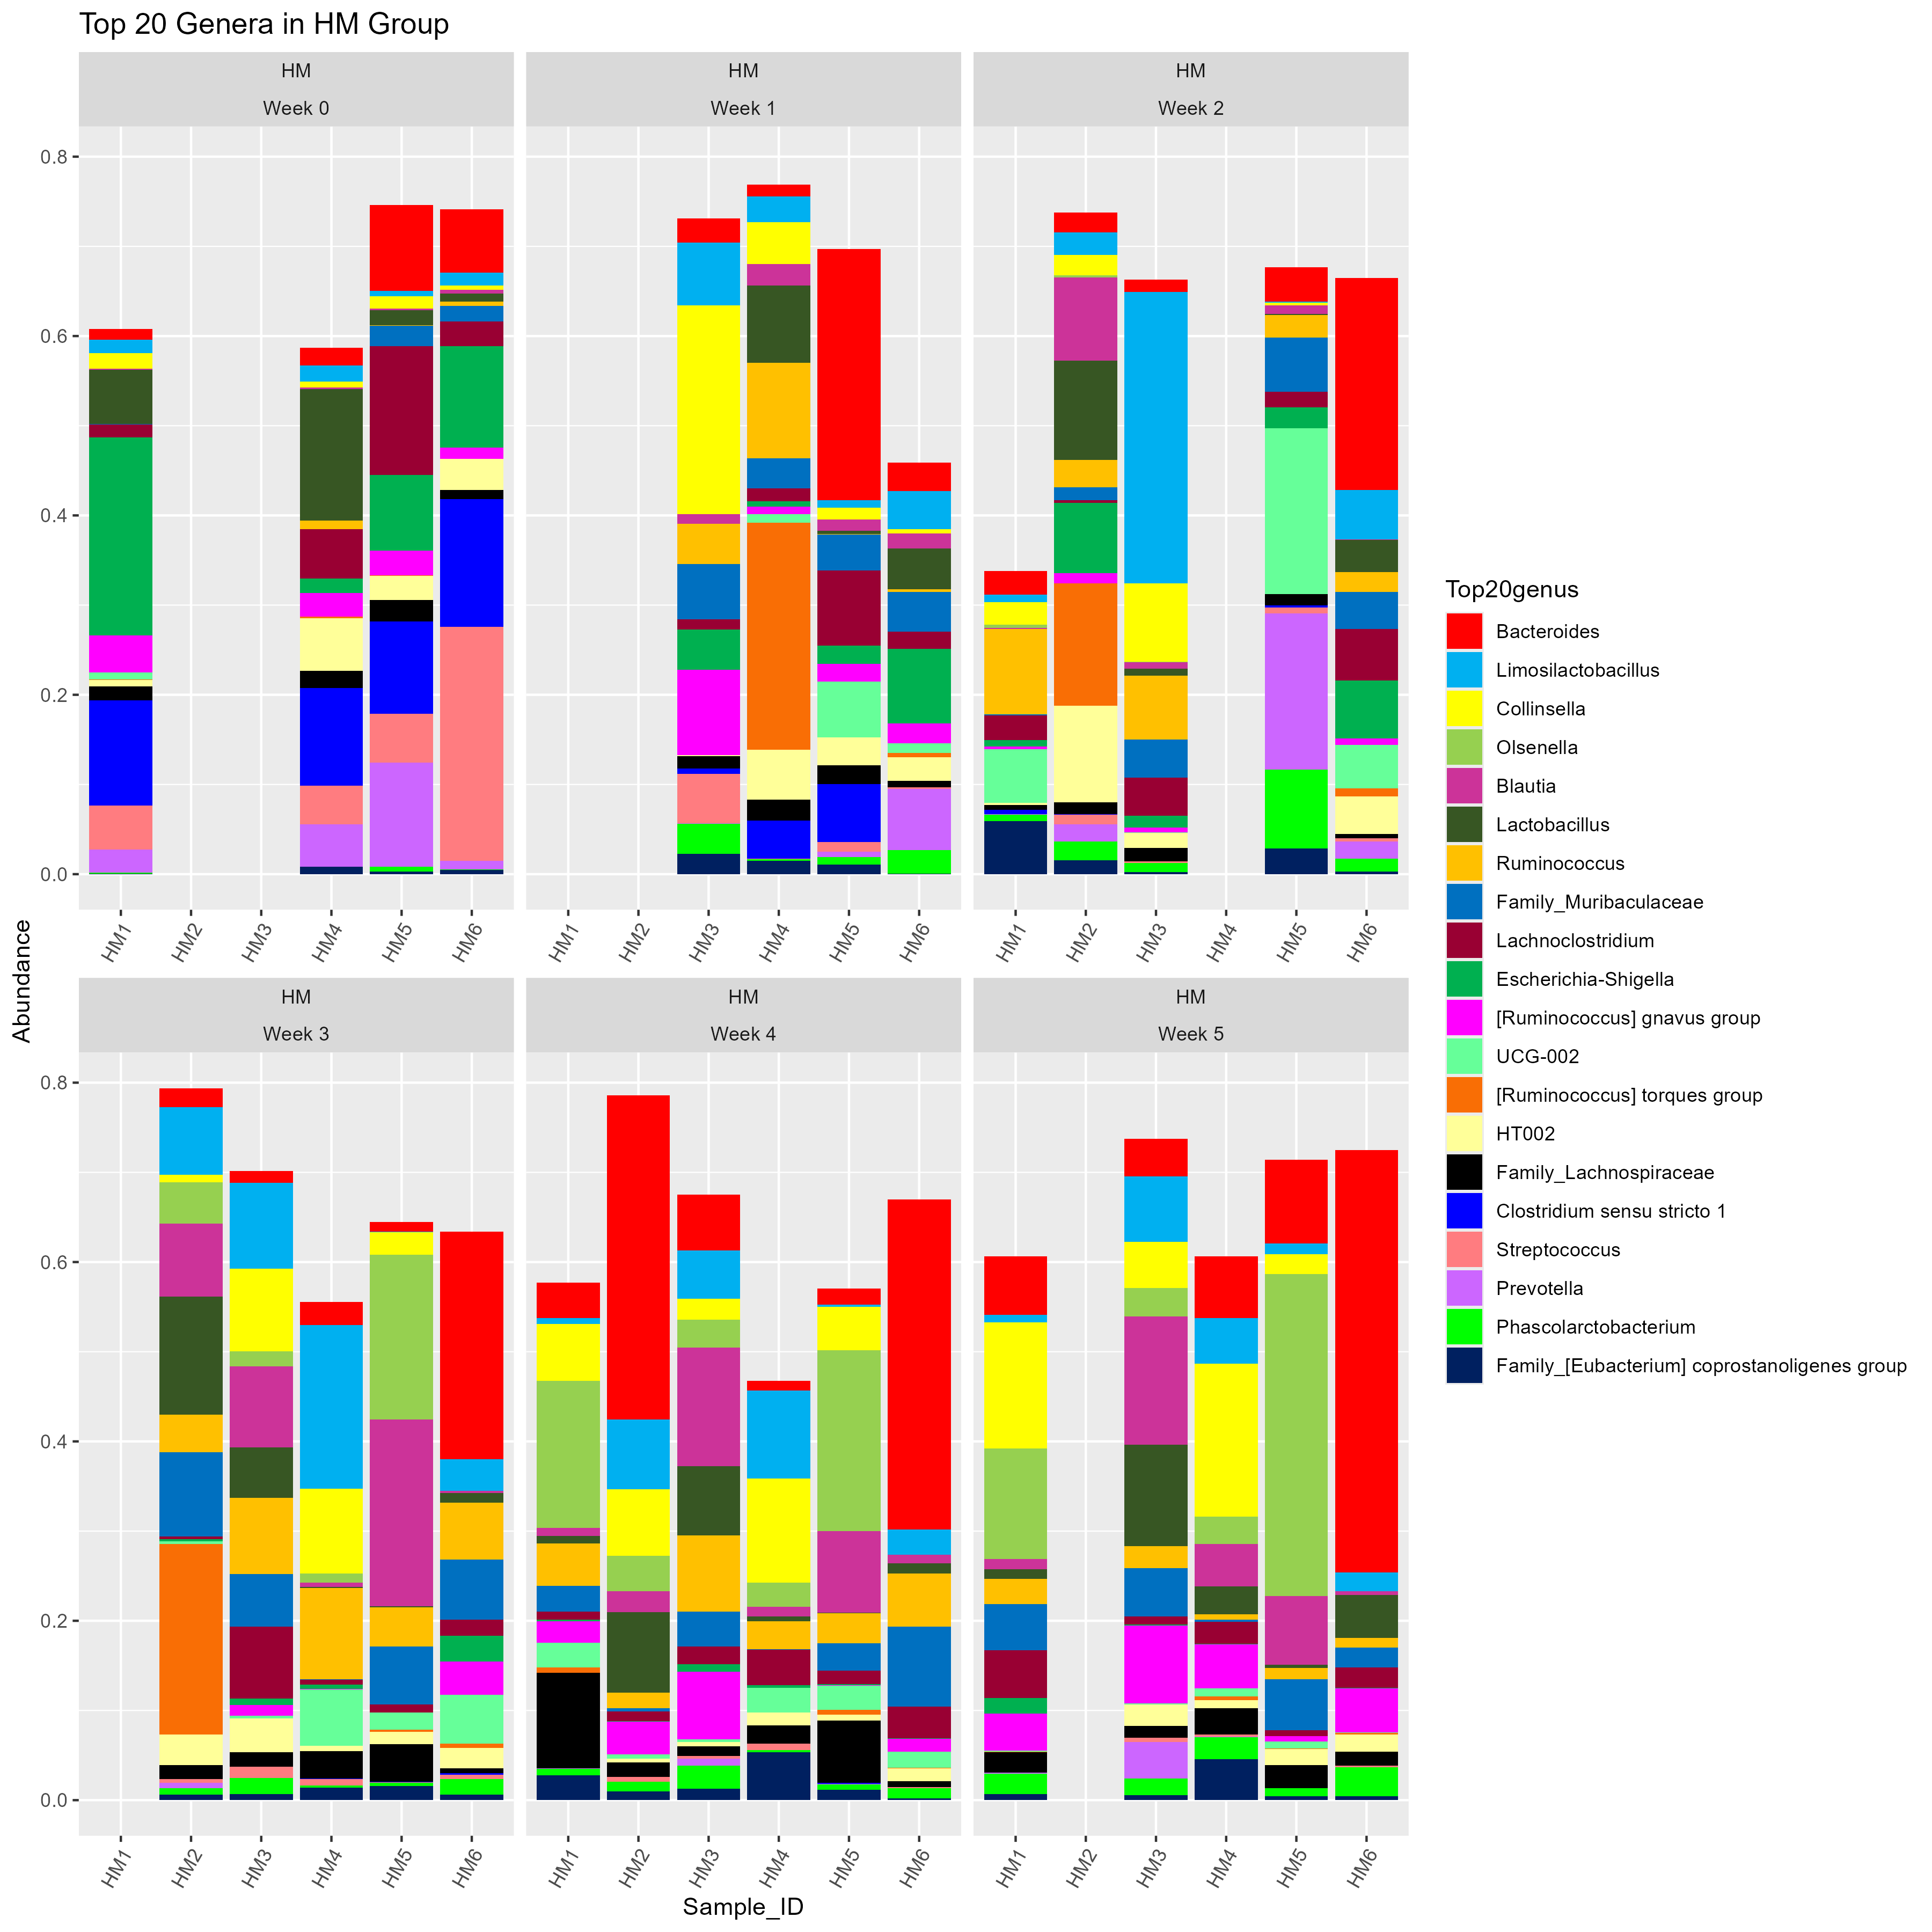 Top 20 Genera in HM Group
HM
HM
HM
Week 0
Week 1
Week 2
0.8
0.6
0.4
0.2
0.0
HM1
HM2
HM3
HM4
HM5
HM6
HM1
HM2
HM3
HM4
HM5
HM6
HM1
HM2
HM3
HM4
HM5
HM6
Abundance
HM
HM
HM
Week 3
Week 4
Week 5
0.8
0.6
0.4
0.2
0.0
HM1
HM2
HM3
HM4
HM5
HM6
HM1
HM2
HM3
HM4
HM5
HM6
HM1
HM2
HM3
HM4
HM5
HM6
Sample_ID
Top20genus
Bacteroides
Limosilactobacillus
Collinsella
Olsenella
Blautia
Lactobacillus
Ruminococcus
Family_Muribaculaceae
Lachnoclostridium
Escherichia-Shigella
[Ruminococcus] gnavus group
UCG-002
[Ruminococcus] torques group
HT002
Family_Lachnospiraceae
Clostridium sensu stricto 1
Streptococcus
Prevotella
Phascolarctobacterium
Family_[Eubacterium] coprostanoligenes group